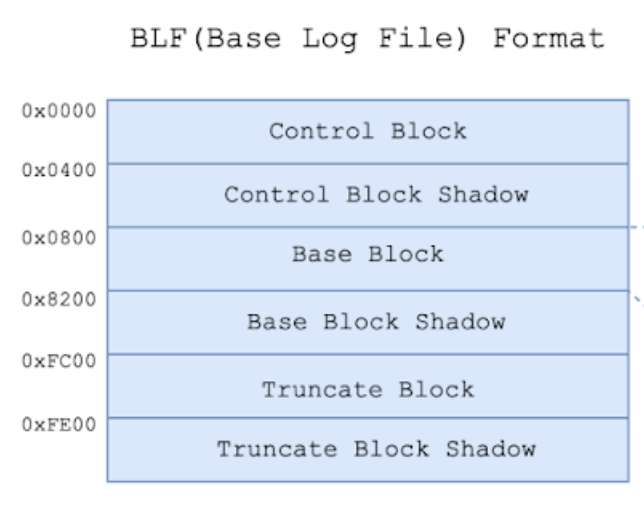 BLF(Base Log File) Format
0x0000
Control Block
0x0400
Control Block Shadow
0x0800
Base Block
0x8200
Base Block Shadow
0xFC00
Truncate Block
0xFE00
Truncate Block Shadow